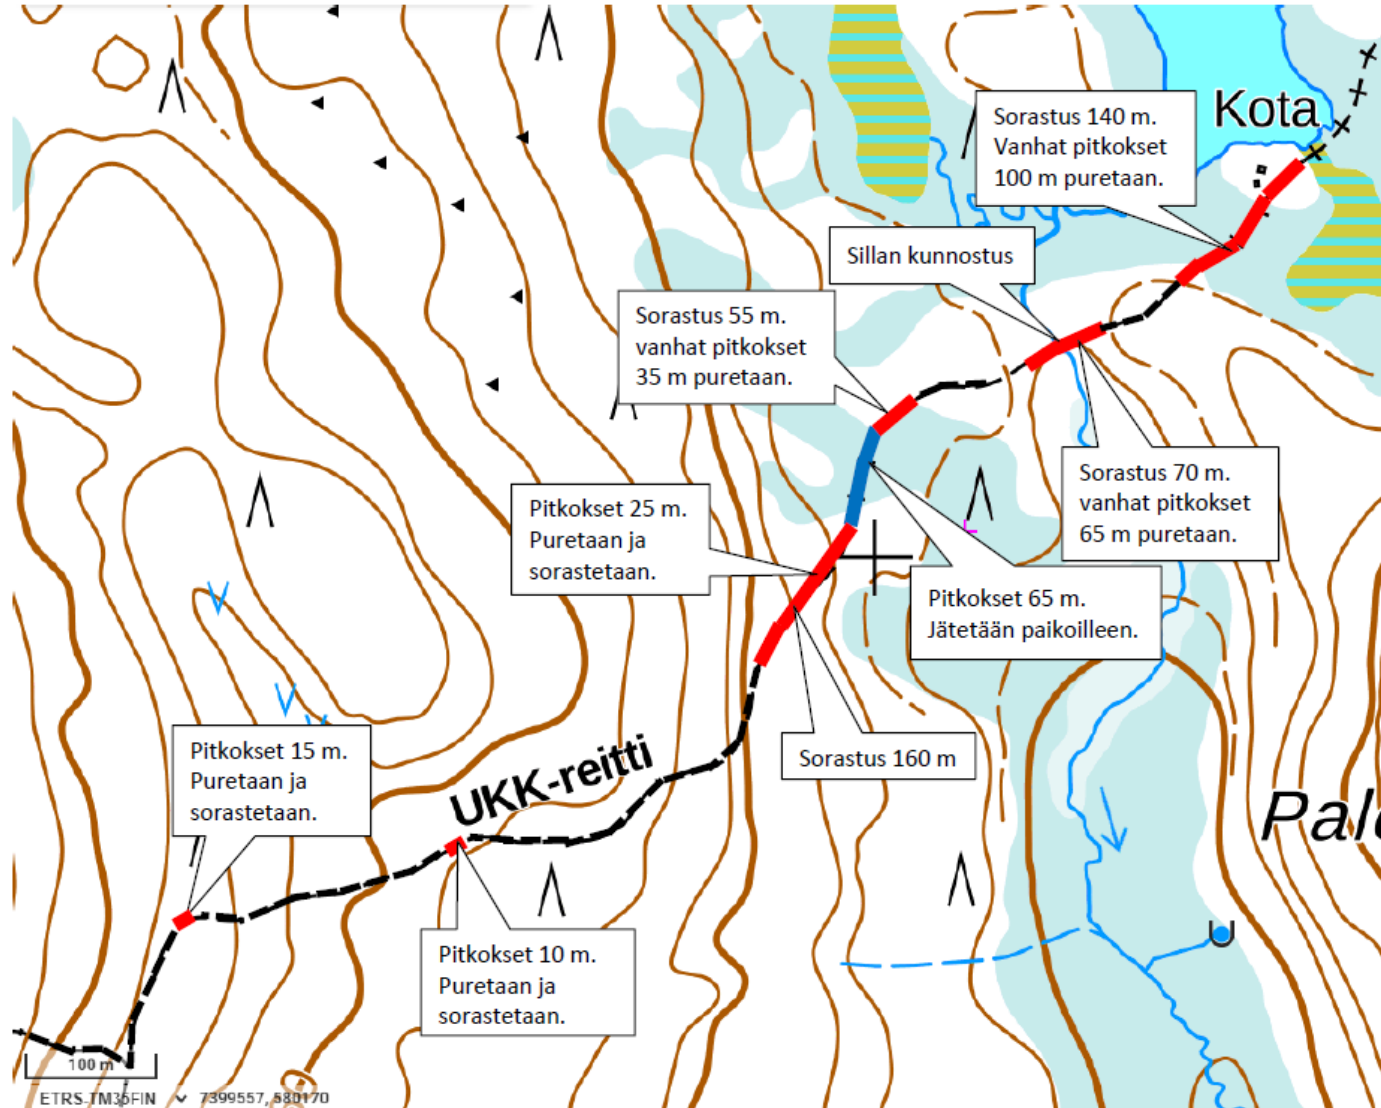 Kota
Sorastus 140 m.
Vanhat pitkokset
100 m puretaan.
Sillan kunnostus
Sorastus 55 m.
vanhat pitkokset
35 m puretaan.
Sorastus 70 m.
vanhat pitkokset
65 m puretaan.
Pitkokset 25 m.
Puretaan ja
sorastetaan.
Pitkokset 65 m.
Jätetään paikoilleen.
Sorastus 160 m
Pitkokset 15 m.
Puretaan ja
sorastetaan.
UKK-reitti
Palo
Pitkokset 10 m.
Puretaan ja
sorastetaan.
100 m
ETRS-TM35FIN 7399557, 580170